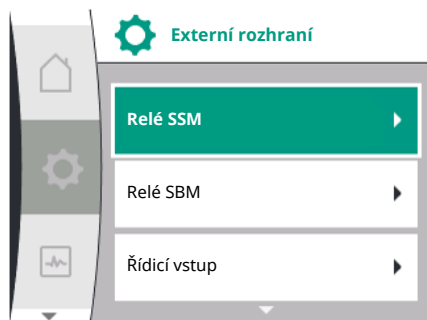 Externí rozhraní
Relé SSM
Relé SBM
Řídicí vstup